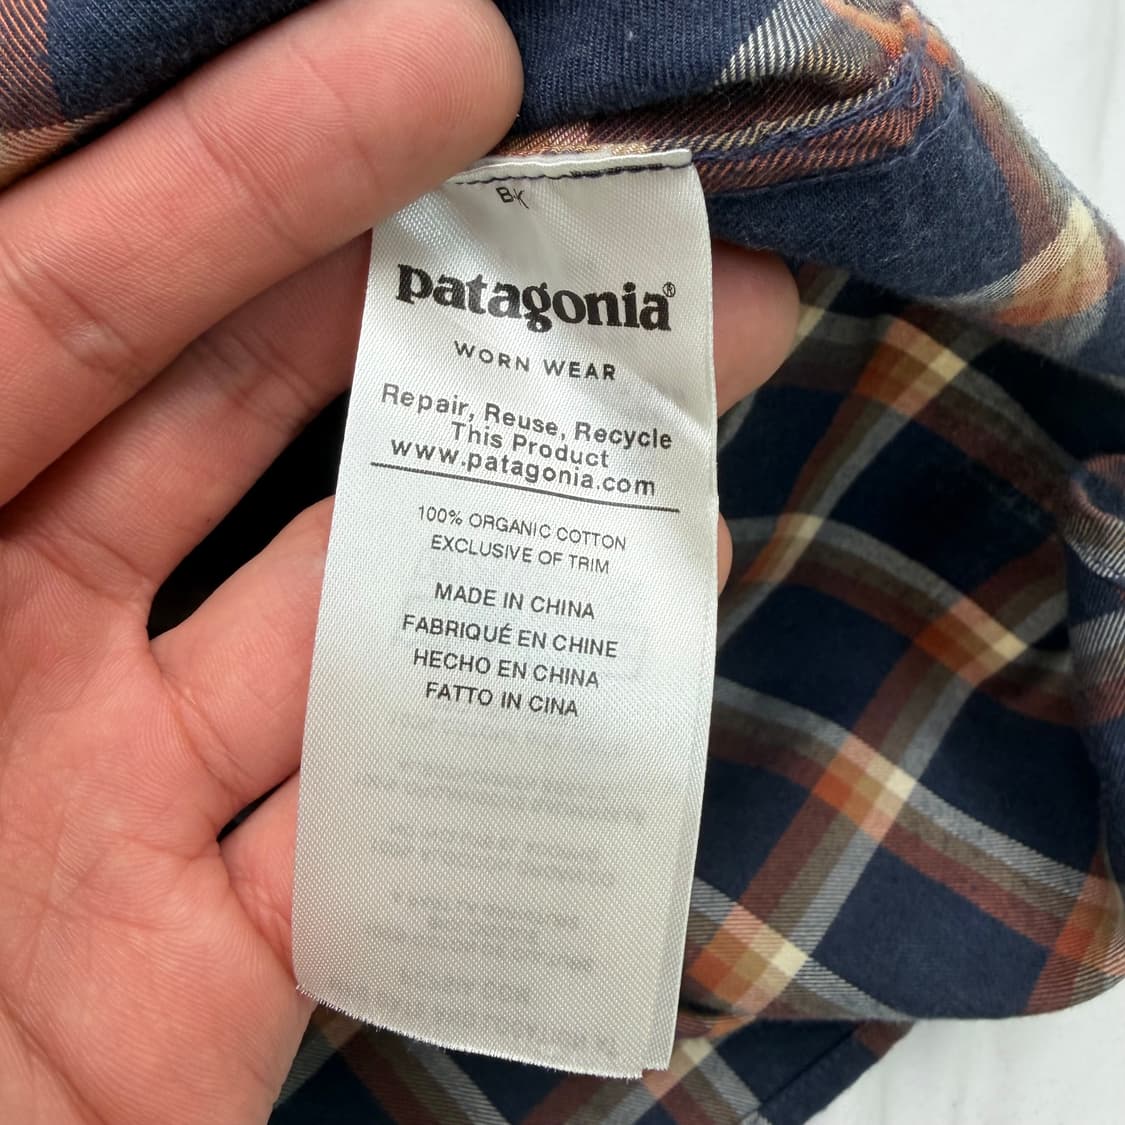 BK
patagonia®
WORN WEAR
Repair, Reuse, Recycle
This Product
www.patagonia.com
100% ORGANIC COTTON
EXCLUSIVE OF TRIM
MADE IN CHINA
FABRIQUÉ EN CHINE
HECHO EN CHINA
FATTO IN CINA